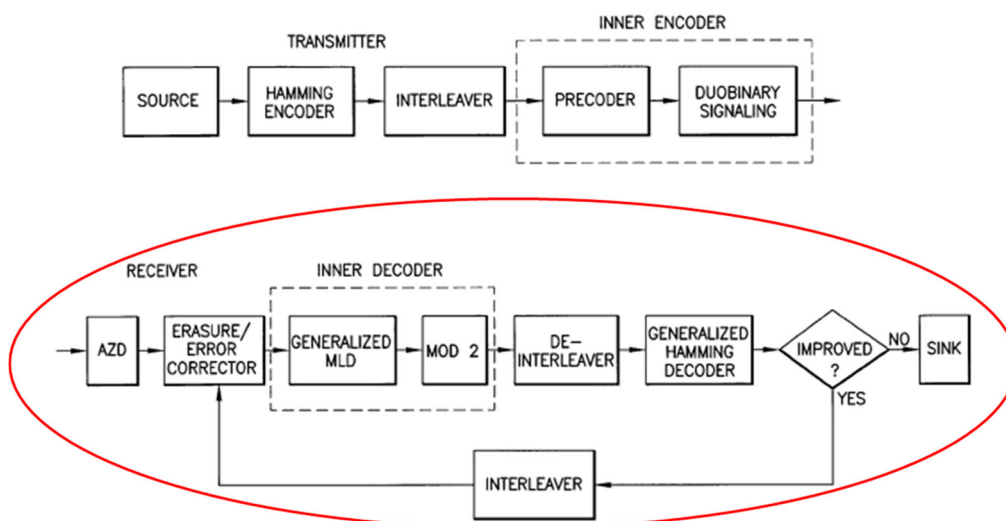 INNER ENCODER
TRANSMITTER
SOURCE
HAMMING
ENCODER
INTERLEAVER
PRECODER
DUOBINARY
SIGNALING
RECEIVER
INNER DECODER
AZD
ERASURE/
ERROR
CORRECTOR
GENERALIZED
MLD
MOD 2
DE-
INTERLEAVER
GENERALIZED
HAMMING
DECODER
IMPROVED
?
NO
SINK
YES
INTERLEAVER